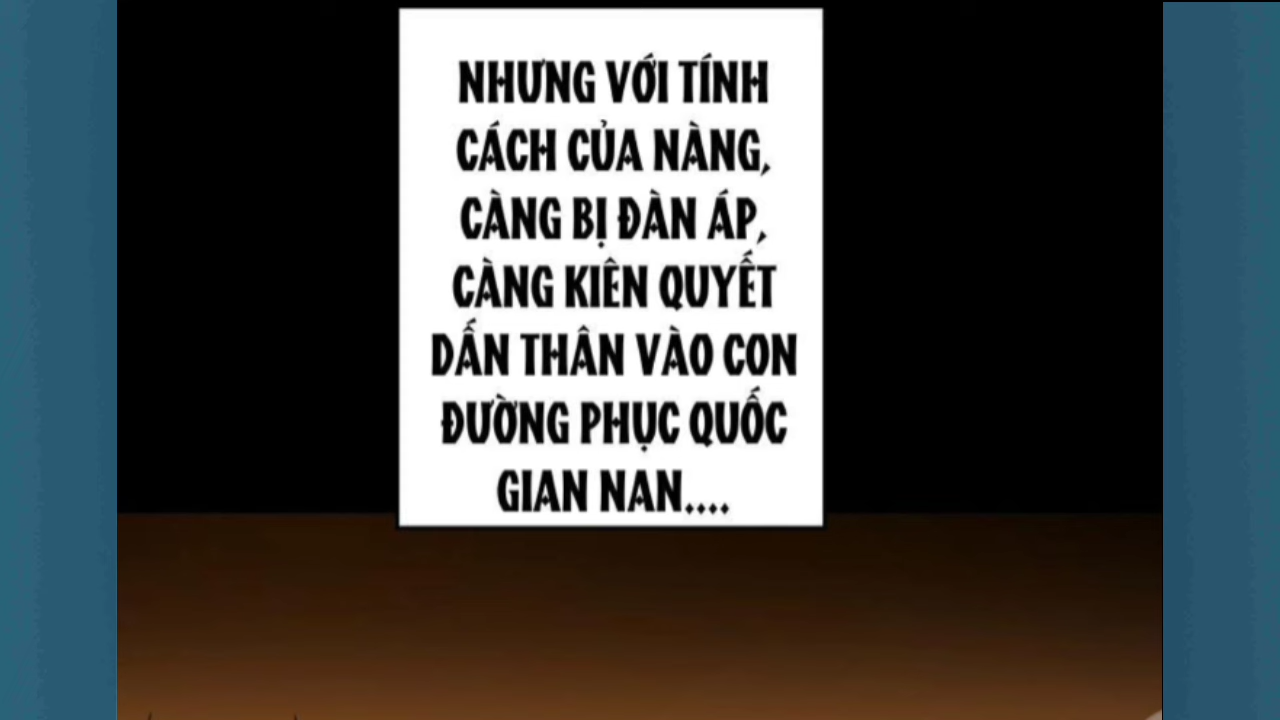 NHƯNG VỚI TÍNH
CÁCH CỦA NÀNG,
CÀNG BỊ ĐÀN ÁP,
CÀNG KIÊN QUYẾT
DẤN THÂN VÀO CON
ĐƯỜNG PHỤC QUỐC
GIAN NAN....